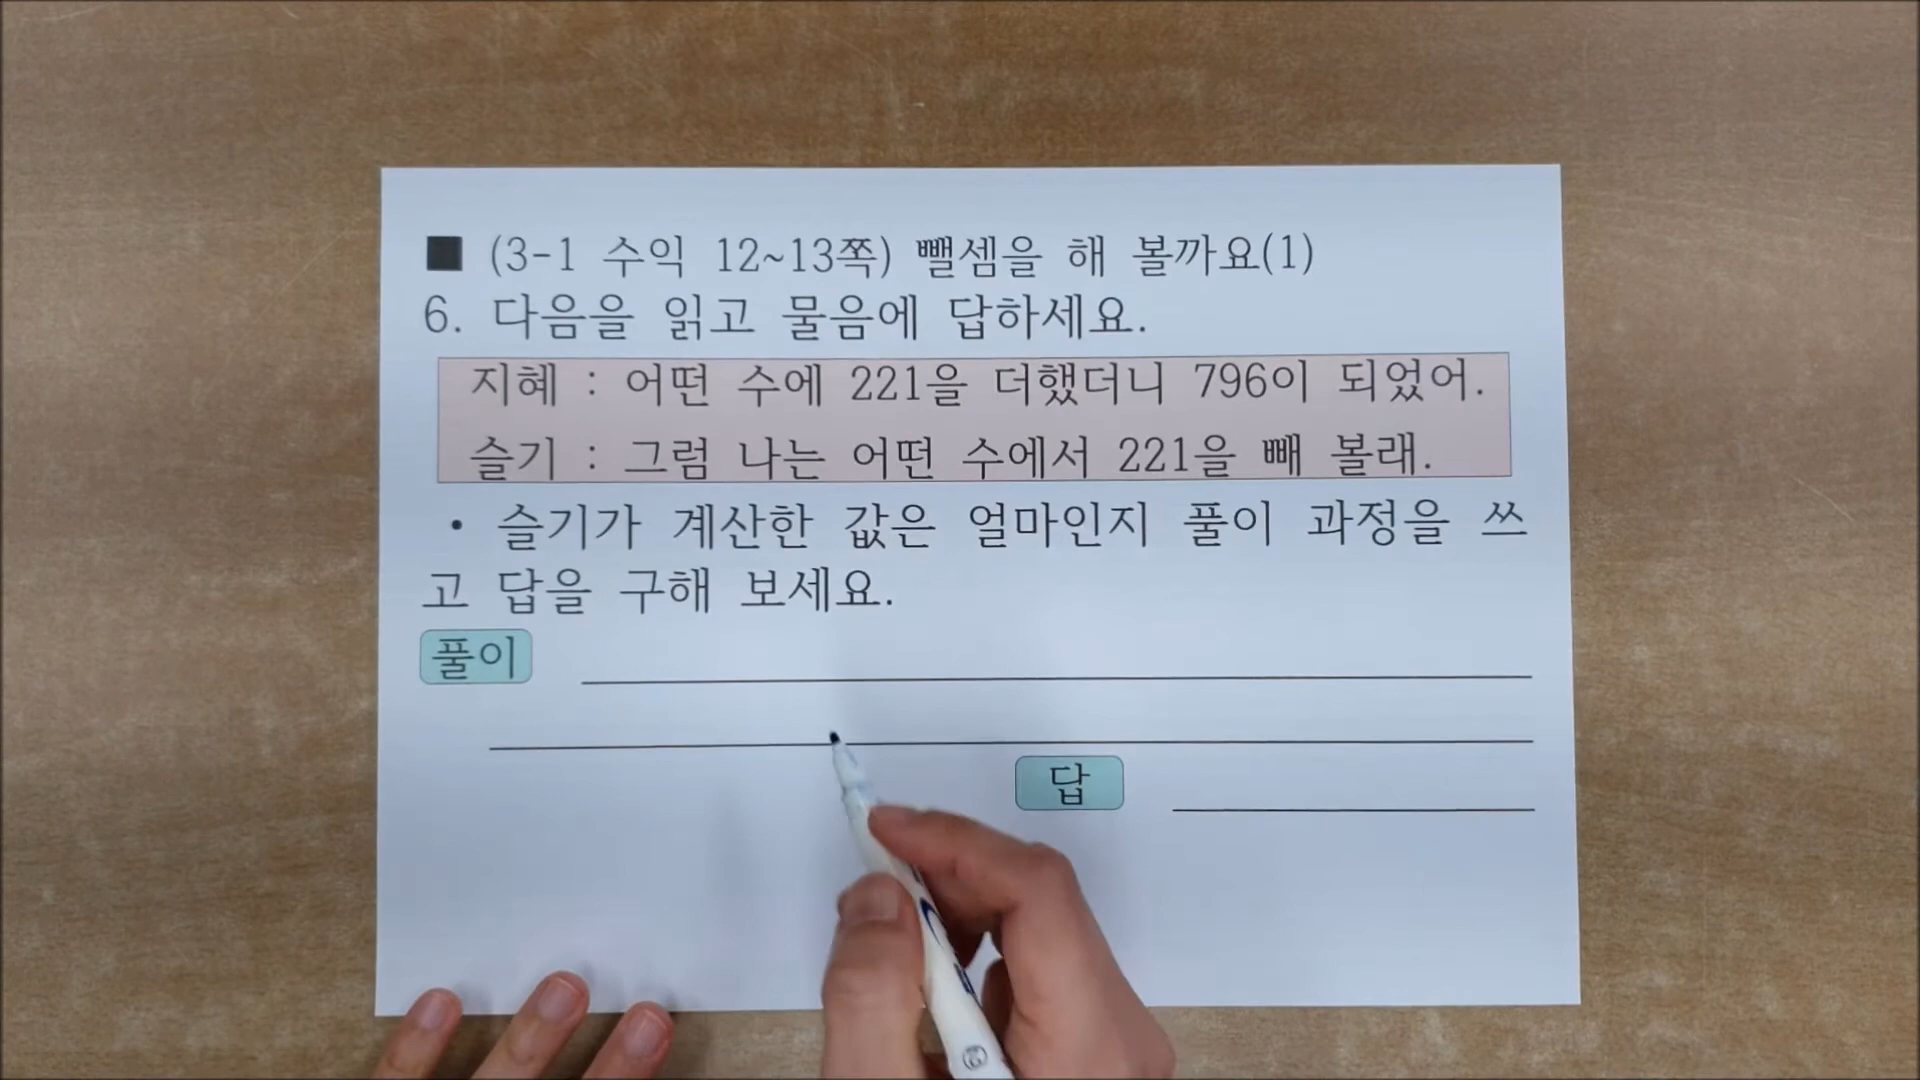 ■ (3-1 수익 12~13쪽) 뺄셈을 해 볼까요(1)
6. 다음을 읽고 물음에 답하세요.
지혜 : 어떤 수에 221을 더했더니 796이 되었어.
슬기 : 그럼 나는 어떤 수에서 221을 빼 볼래.
• 슬기가 계산한 값은 얼마인지 풀이 과정을 쓰
고 답을 구해 보세요.
풀이
답